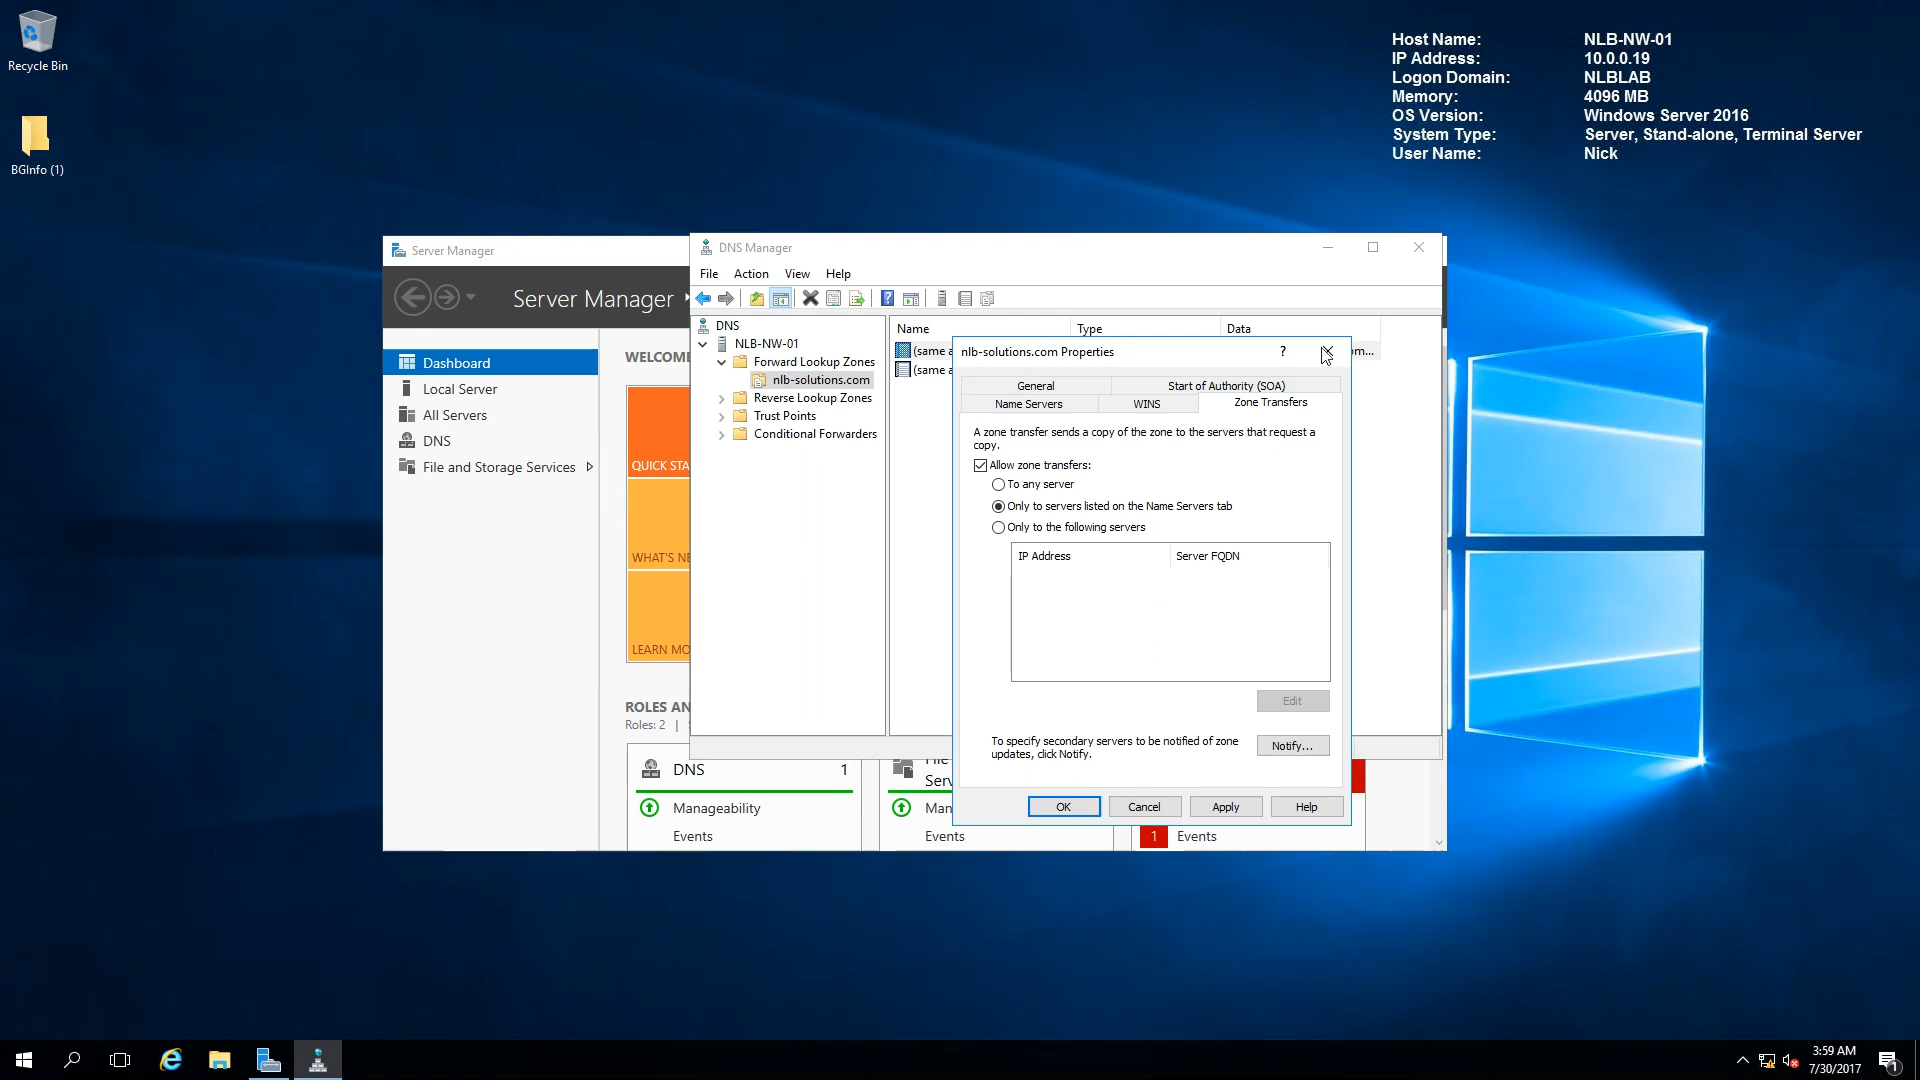 Recycle Bin
BGInfo (1)
Host Name: NLB-NW-01
IP Address: 10.0.0.19
Logon Domain: NLBLAB
Memory: 4096 MB
OS Version: Windows Server 2016
System Type: Server, Stand-alone, Terminal Server
User Name: Nick
Server Manager
Server Manager
Dashboard
Local Server
All Servers
DNS
File and Storage Services
WELCOME
QUICK STA
WHAT'S NE
LEARN MO
ROLES AN
Roles: 2 |
DNS 1
Manageability
Events
File
Serv
Man
Events
1 Events
DNS Manager
File Action View Help
DNS
NLB-NW-01
Forward Lookup Zones
nlb-solutions.com
Reverse Lookup Zones
Trust Points
Conditional Forwarders
Name Type Data
(same a
om...
(same a
nlb-solutions.com Properties ?
General Start of Authority (SOA)
Name Servers WINS Zone Transfers
A zone transfer sends a copy of the zone to the servers that request a
copy.
Allow zone transfers:
To any server
Only to servers listed on the Name Servers tab
Only to the following servers
IP Address Server FQDN
Edit
To specify secondary servers to be notified of zone
updates, click Notify.
Notify...
OK Cancel Apply Help
3:59 AM
7/30/2017
1